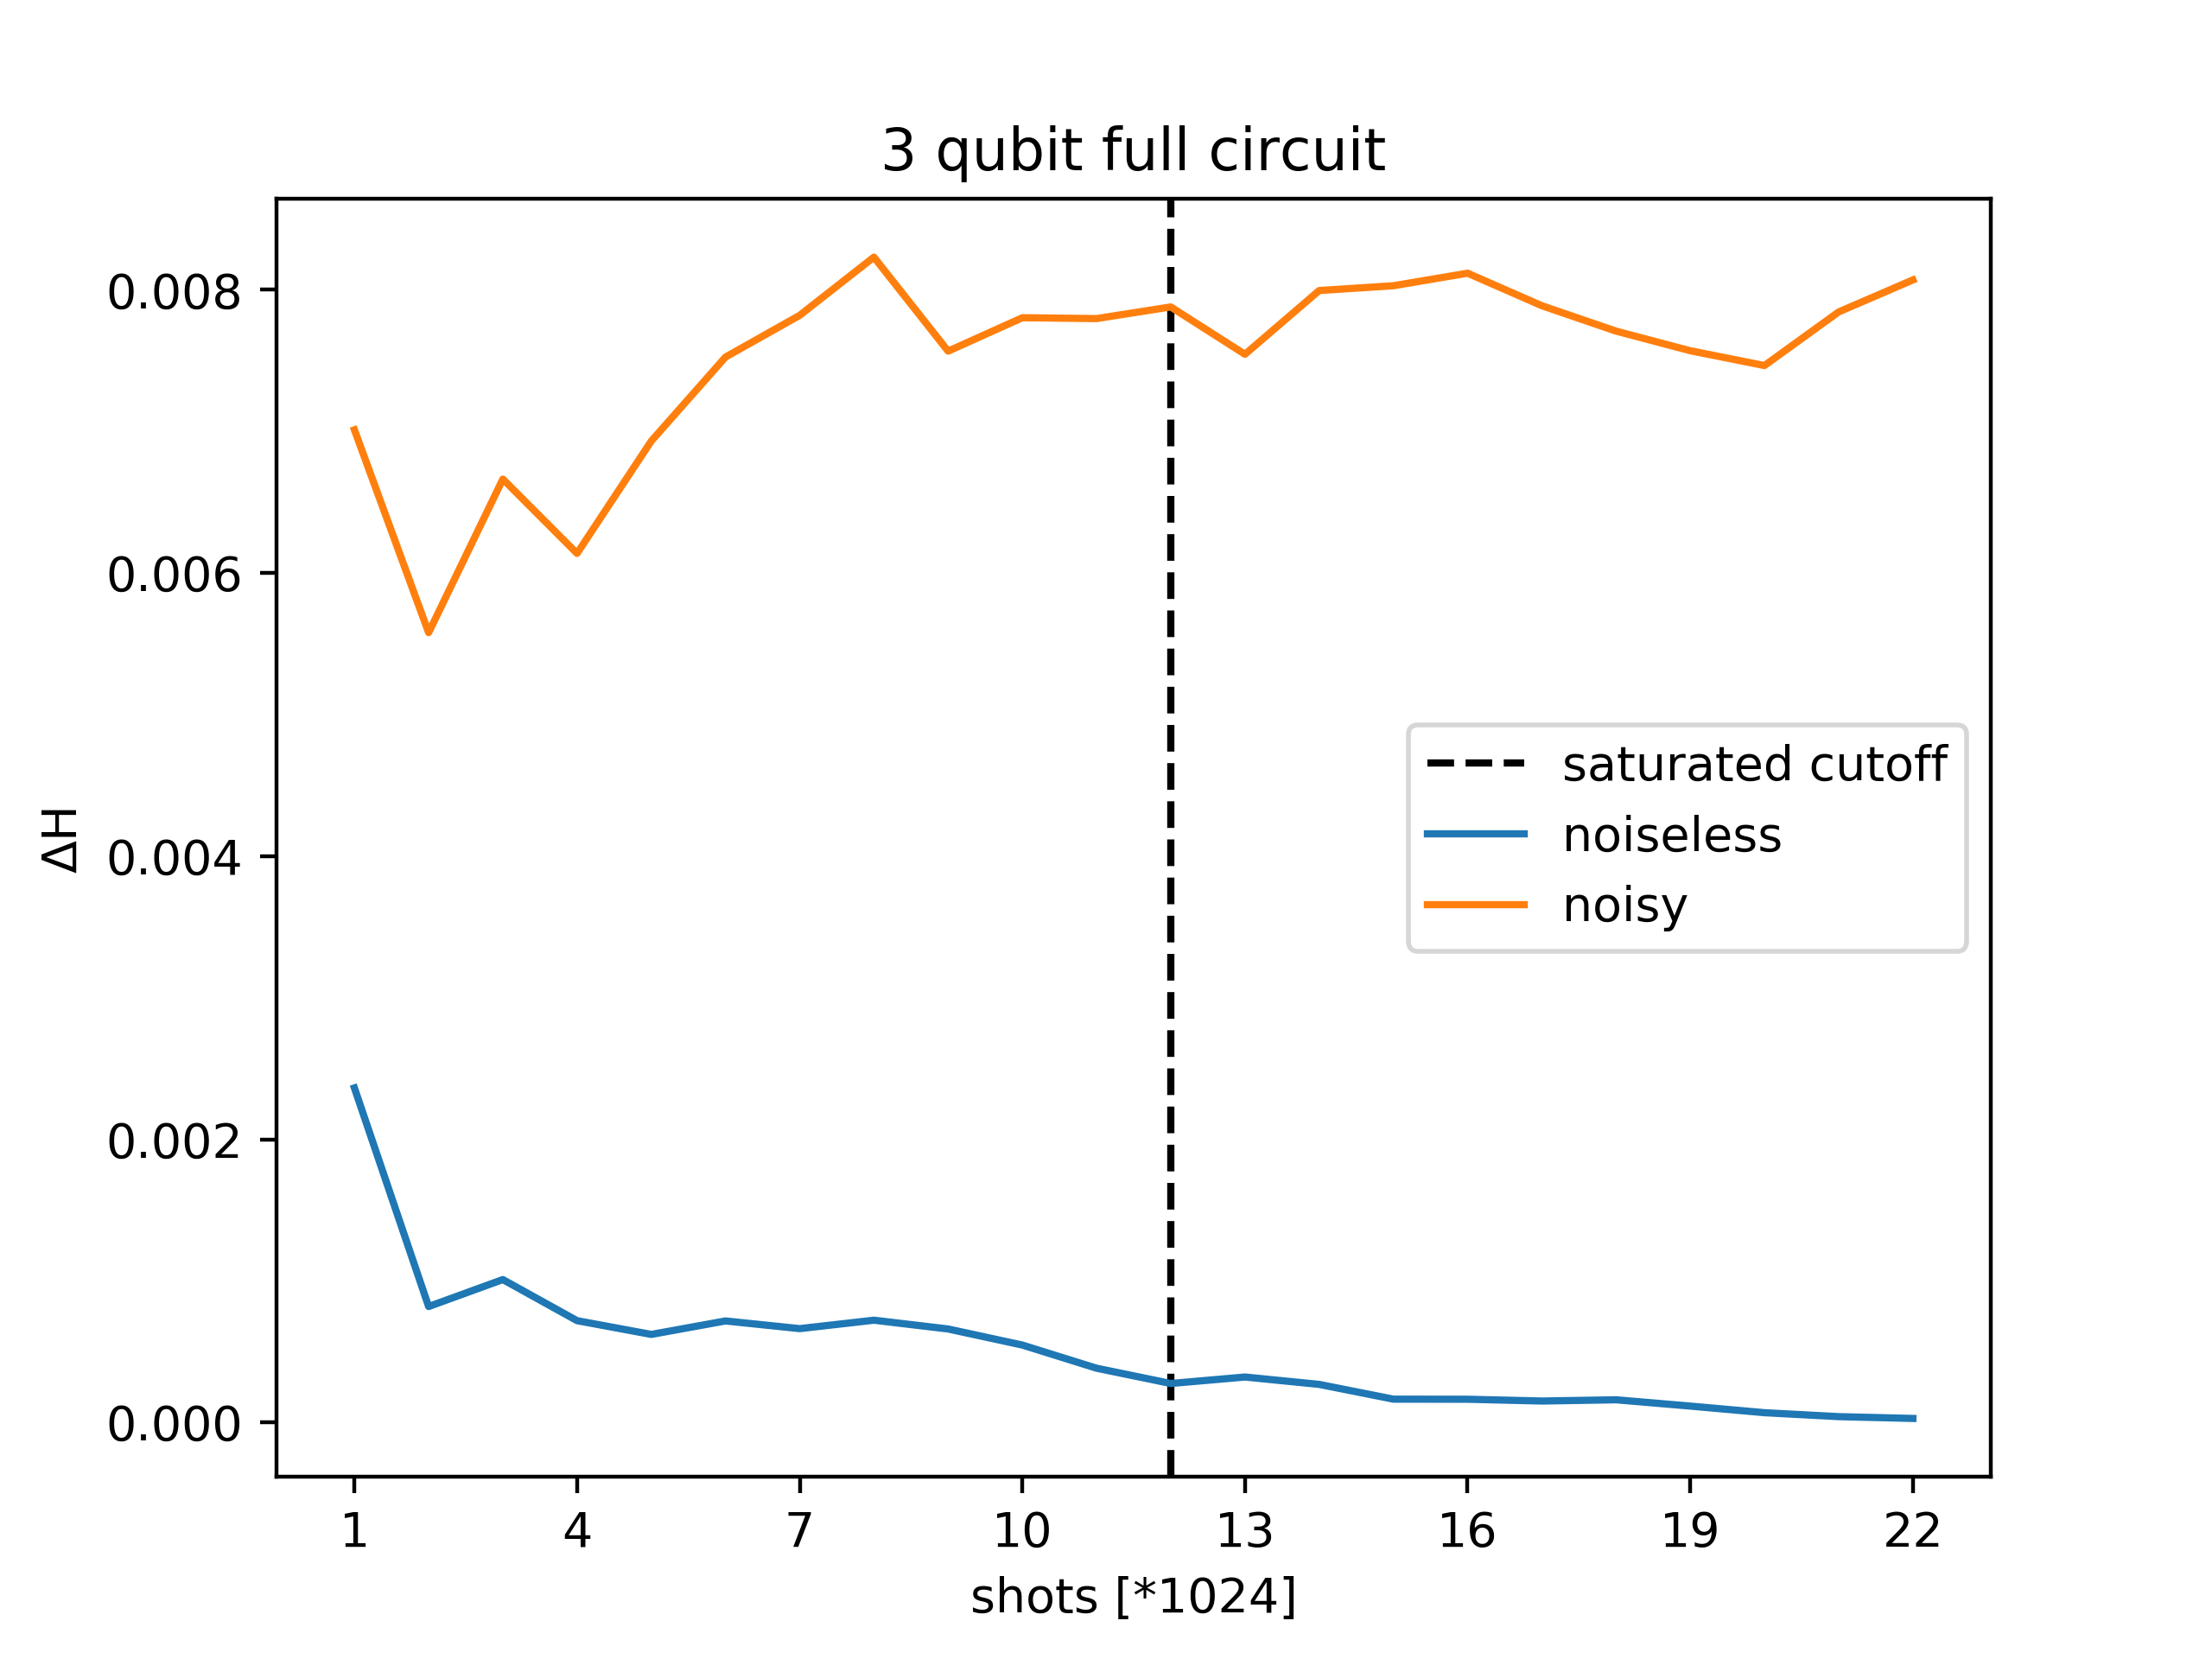 3 qubit full circuit
0.008
0.006
0.004
0.002
0.000
ΔH
saturated cutoff
noiseless
noisy
1 4 7 10 13 16 19 22
shots [*1024]